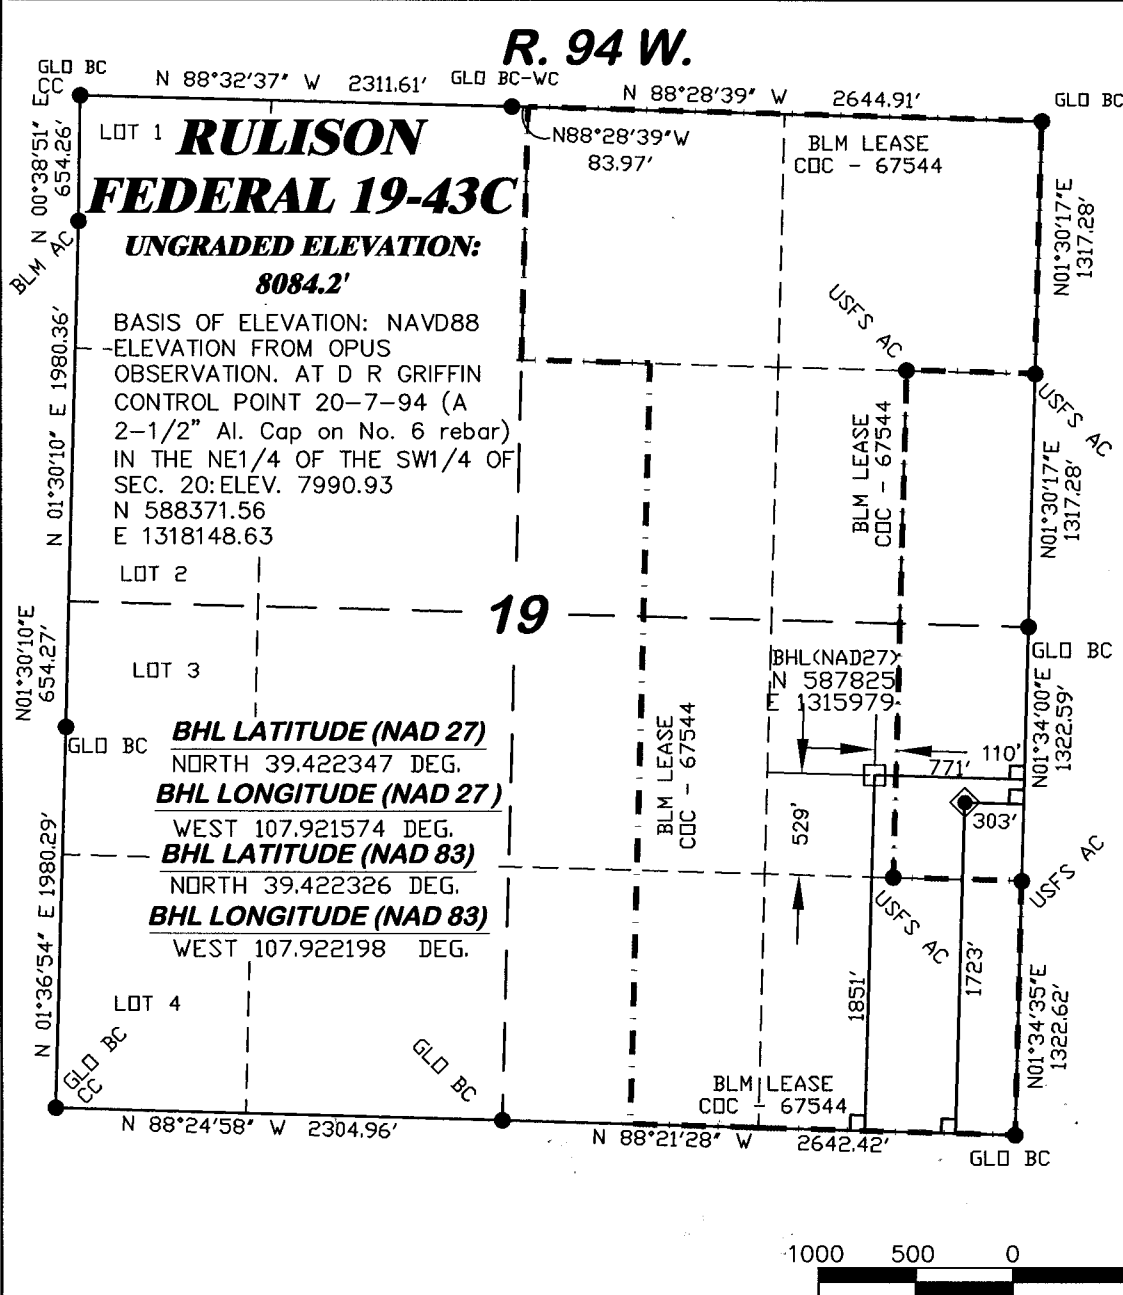 R. 94 W.
GLO BC
CC
N 88°32'37" W 2311.61'
GLO BC-WC
N 88°28'39" W 2644.91'
GLO BC
N88°28'39"W
83.97'
BLM LEASE
COC - 67544
N 00°38'51" E
654.26'
LOT 1
RULISON
FEDERAL 19-43C
UNGRADED ELEVATION:
8084.2'
BLM AC
N01°30'17"E
1317.28'
USFS AC
BASIS OF ELEVATION: NAVD88
ELEVATION FROM OPUS
OBSERVATION. AT D R GRIFFIN
CONTROL POINT 20-7-94 (A
2-1/2" Al. Cap on No. 6 rebar)
IN THE NE1/4 OF THE SW1/4 OF
SEC. 20:ELEV. 7990.93
N 588371.56
E 1318148.63
N 01°30'10" E 1980.36'
USFS AC
BLM LEASE
COC - 67544
N01°30'17"E
1317.28'
LOT 2
19
GLO BC
N01°30'10"E
654.27'
LOT 3
BHL(NAD27)
N 587825
E 1315979
N01°34'00"E
1322.59'
GLO BC
BHL LATITUDE (NAD 27)
NORTH 39.422347 DEG.
BHL LONGITUDE (NAD 27 )
WEST 107.921574 DEG.
BHL LATITUDE (NAD 83)
NORTH 39.422326 DEG.
BHL LONGITUDE (NAD 83)
WEST 107.922198 DEG.
BLM LEASE
COC - 67544
110'
771'
529'
303'
USFS AC
USFS AC
N 01°36'54" E 1980.29'
LOT 4
1851'
1723'
N01°34'35"E
1322.62'
GLO BC
CC
GLO BC
BLM LEASE
COC - 67544
N 88°24'58" W 2304.96'
N 88°21'28" W 2642.42'
GLO BC
1000 500 0